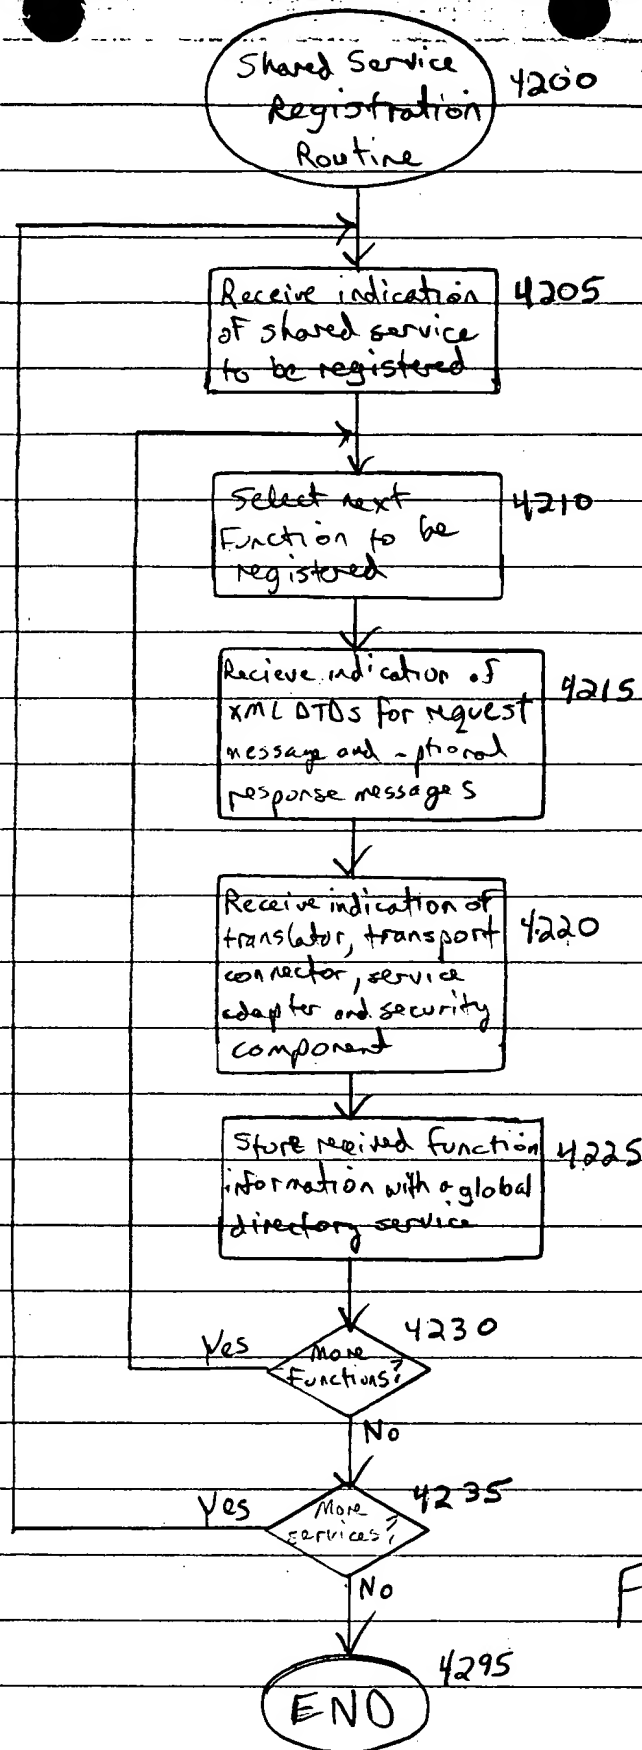 Shared Service
Registration
Routine
4200
Receive indication
of shared service
to be registered
4205
Select next
Function to be
registered
4210
Recieve indication of
XML DTDs for request
message and optional
response messages
4215
Receive indication of
translator, transport
connector, service
adapter and security
component
4220
Store received function
information with a global
directory service
4225
4230
Yes
More
Functions?
No
4235
Yes
More
services?
No
4295
END
F